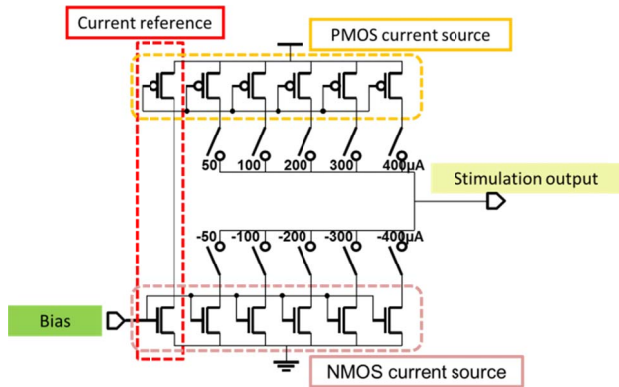 Current reference
PMOS current source
50 100 200 300 400μA
Stimulation output
-50 -100 -200 -300 -400μA
Bias
NMOS current source